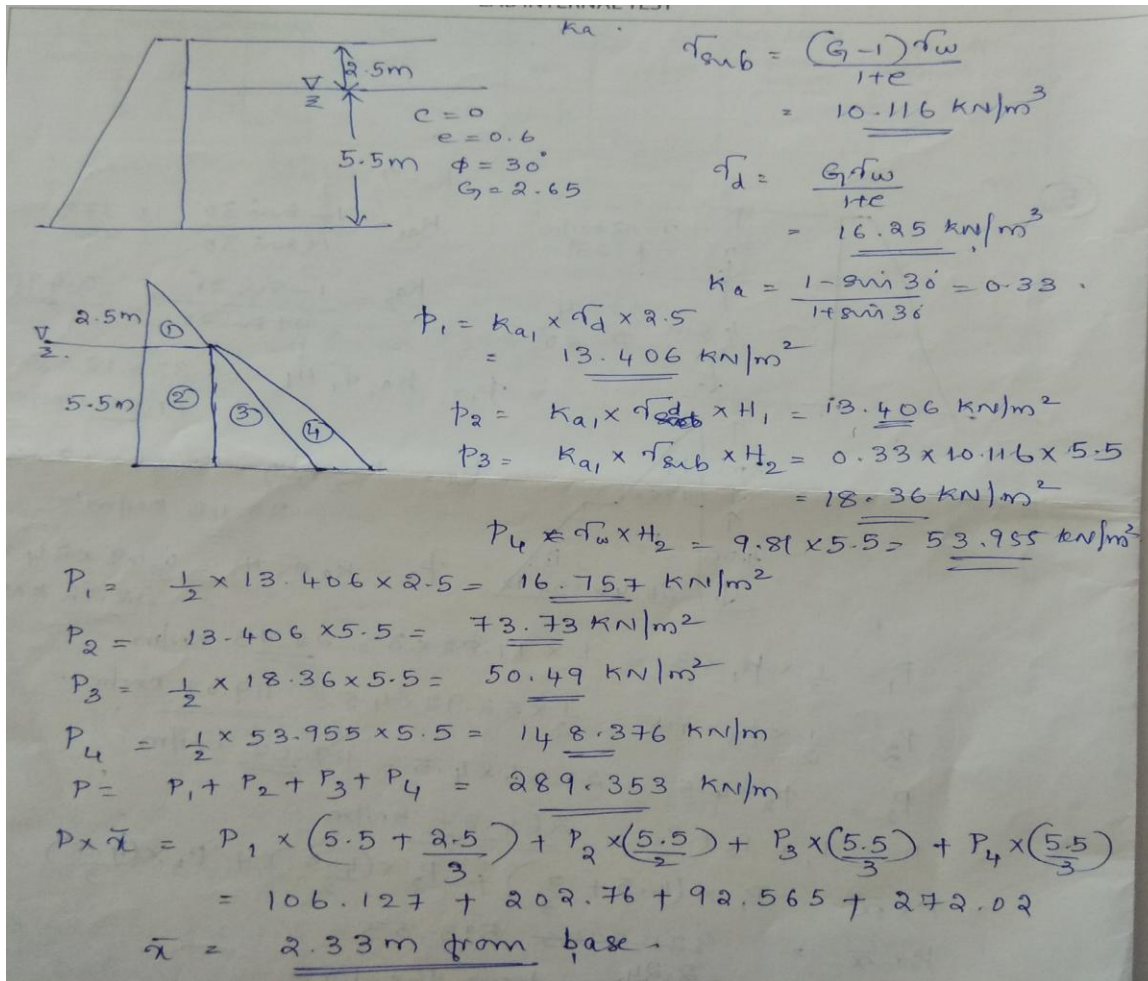 Ka .
2.5m
5.5m
c = 0
e = 0.6
φ = 30°
G = 2.65
γsub = (G-1)γw / 1+e
= 10.116 KN/m³
γd = Gγw / 1+e
= 16.25 KN/m³
Ka = 1 - sin 30° / 1 + sin 30° = 0.33 .
2.5m
5.5m
① ② ③ ④
p₁ = Ka₁ × γd × 2.5
= 13.406 KN/m²
p₂ = Ka₁ × γd × H₁ = 13.406 KN/m²
p₃ = Ka₁ × γsub × H₂ = 0.33 × 10.116 × 5.5
= 18.36 KN/m²
p₄ = γw × H₂ = 9.81 × 5.5 = 53.955 KN/m²
P₁ = 1/2 × 13.406 × 2.5 = 16.757 KN/m²
P₂ = 13.406 × 5.5 = 73.73 KN/m²
P₃ = 1/2 × 18.36 × 5.5 = 50.49 KN/m²
P₄ = 1/2 × 53.955 × 5.5 = 148.376 KN/m
P = P₁ + P₂ + P₃ + P₄ = 289.353 KN/m
P × x̄ = P₁ × (5.5 + 2.5/3) + P₂ × (5.5/2) + P₃ × (5.5/3) + P₄ × (5.5/3)
= 106.127 + 202.76 + 92.565 + 272.02
x̄ = 2.33m from base .